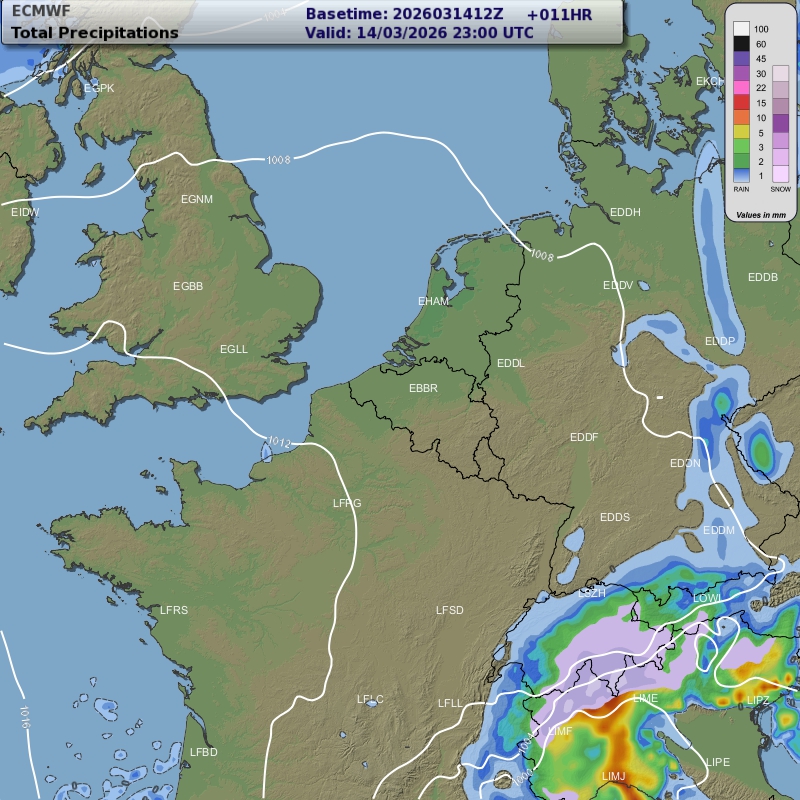 ECMWF
Total Precipitations
Basetime: 2026031412Z +011HR
Valid: 14/03/2026 23:00 UTC
100
60
45
30
22
15
10
5
3
2
1
RAIN SNOW
Values in mm
EGPK
EKCH
1008
EIDW
EGNM
EDDH
1008
EGBB
EHAM
EDDV
EDDB
EGLL
EDDP
EDDL
EBBR
1012
EDDF
EDDN
LFPG
EDDS
EDDM
LSZH
LOWI
LFRS
LFSD
LFLC
LFLL
LIME
LIPZ
1016
LIMF
1004
LFBD
LIPE
LIMJ